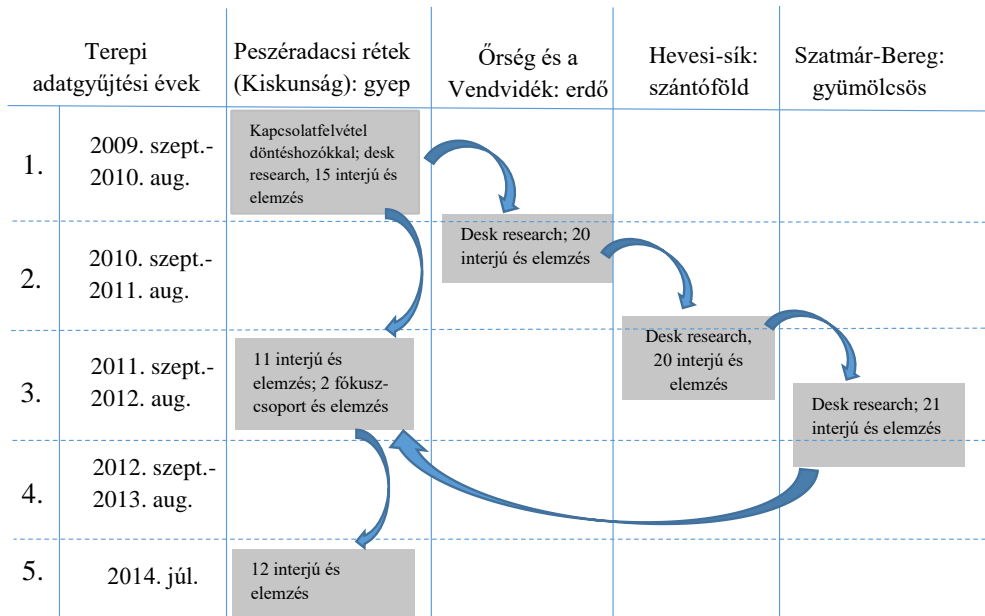 Terepi
adatgyűjtési évek
Peszéradacsi rétek
(Kiskunság): gyep
Őrség és a
Vendvidék: erdő
Hevesi-sík:
szántóföld
Szatmár-Bereg:
gyümölcsös
1.
2009. szept.-
2010. aug.
Kapcsolatfelvétel
döntéshozókkal; desk
research, 15 interjú és
elemzés
2.
2010. szept.-
2011. aug.
Desk research; 20
interjú és elemzés
3.
2011. szept.-
2012. aug.
11 interjú és
elemzés; 2 fókusz-
csoport és elemzés
Desk research,
20 interjú és
elemzés
Desk research; 21
interjú és elemzés
4.
2012. szept.-
2013. aug.
5.
2014. júl.
12 interjú és
elemzés